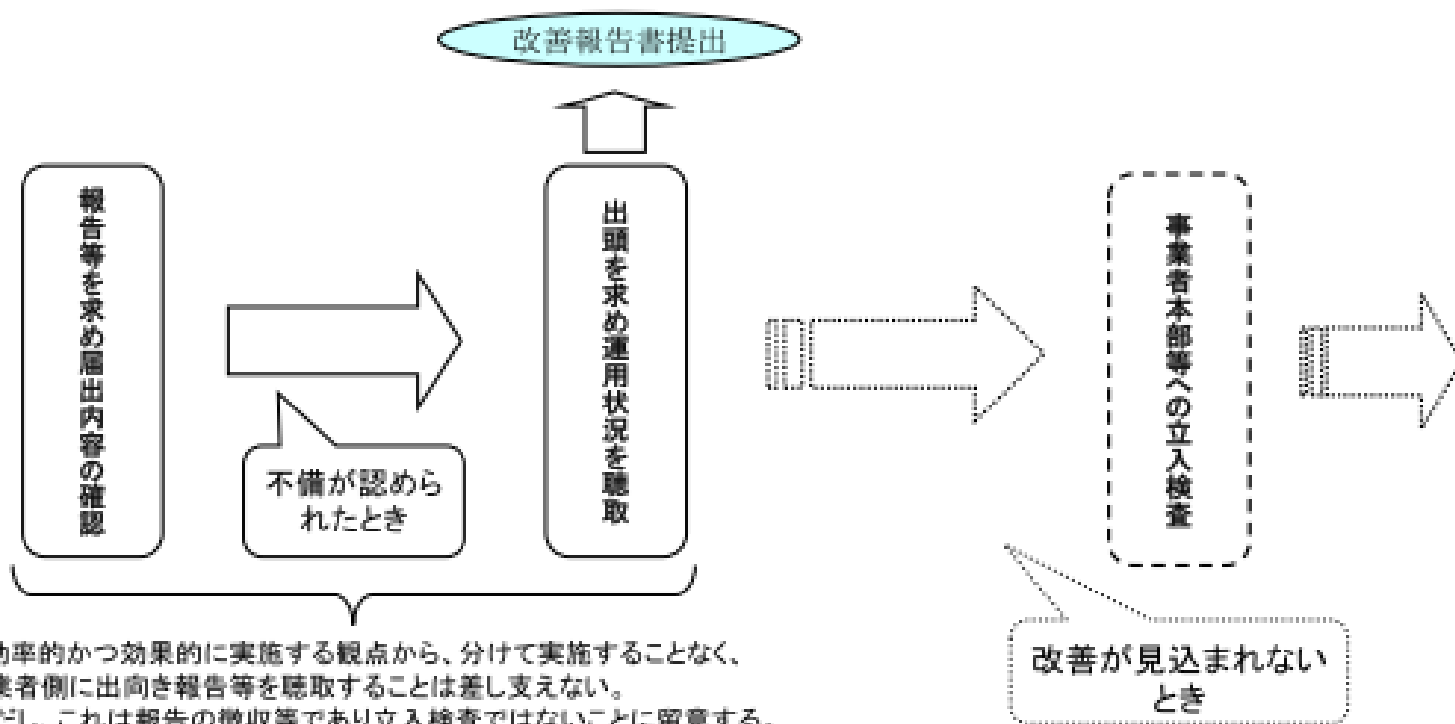 改善報告書提出
報告等を求め届出内容の確認
不備が認めら
れたとき
出頭を求め運用状況を聴取
事業者本部等への立入検査
改善が見込まれない
とき
効率的かつ効果的に実施する観点から、分けて実施することなく、
業者側に出向き報告等を聴取することは差し支えない。
だし、これは報告の徴収等であり立入検査ではないことに留意する。